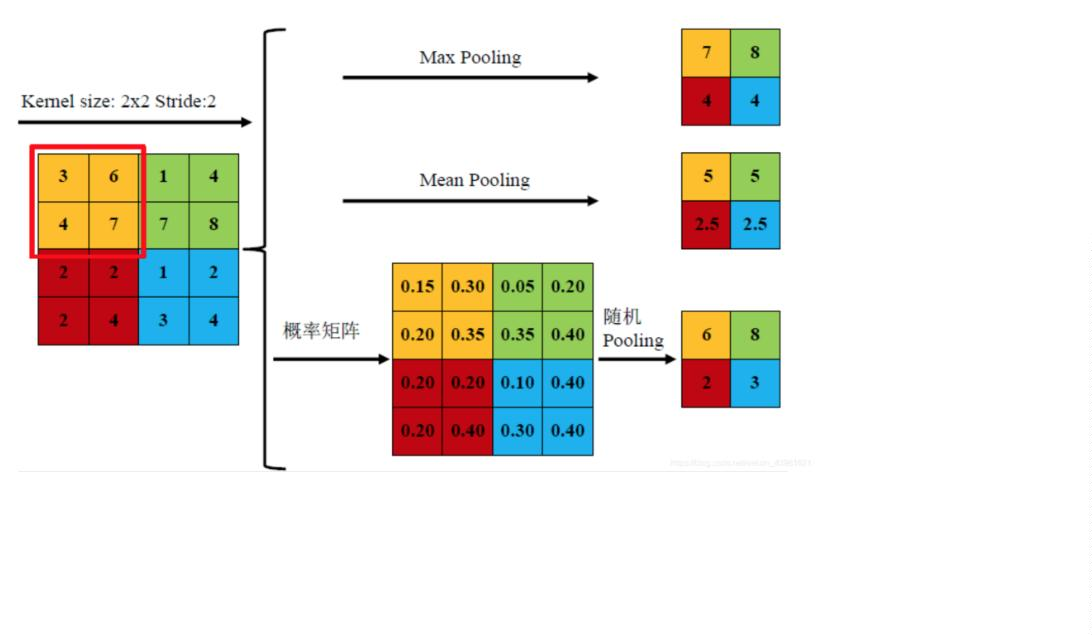 Kernel size: 2x2 Stride:2
3 6 1 4
4 7 7 8
2 2 1 2
2 4 3 4
Max Pooling
7 8
4 4
Mean Pooling
5 5
2.5 2.5
概率矩阵
0.15 0.30 0.05 0.20
0.20 0.35 0.35 0.40
0.20 0.20 0.10 0.40
0.20 0.40 0.30 0.40
随机
Pooling
6 8
2 3